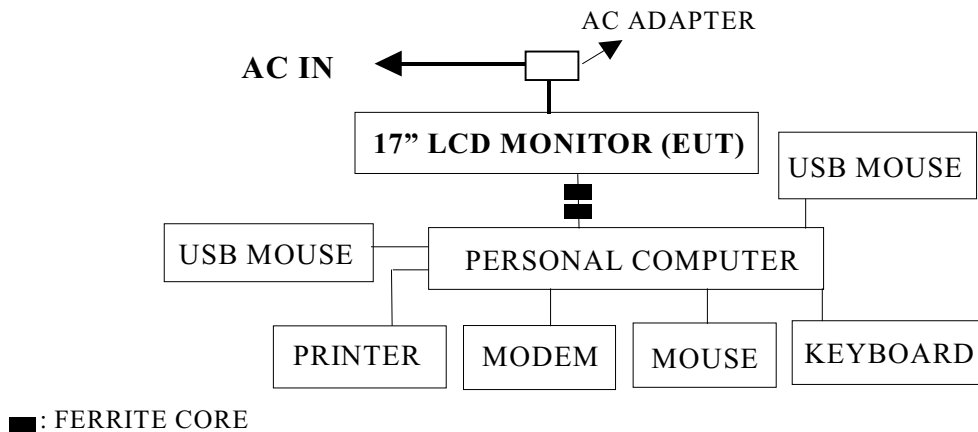 AC ADAPTER
AC IN
17” LCD MONITOR (EUT)
USB MOUSE
USB MOUSE
PERSONAL COMPUTER
PRINTER
MODEM
MOUSE
KEYBOARD
: FERRITE CORE